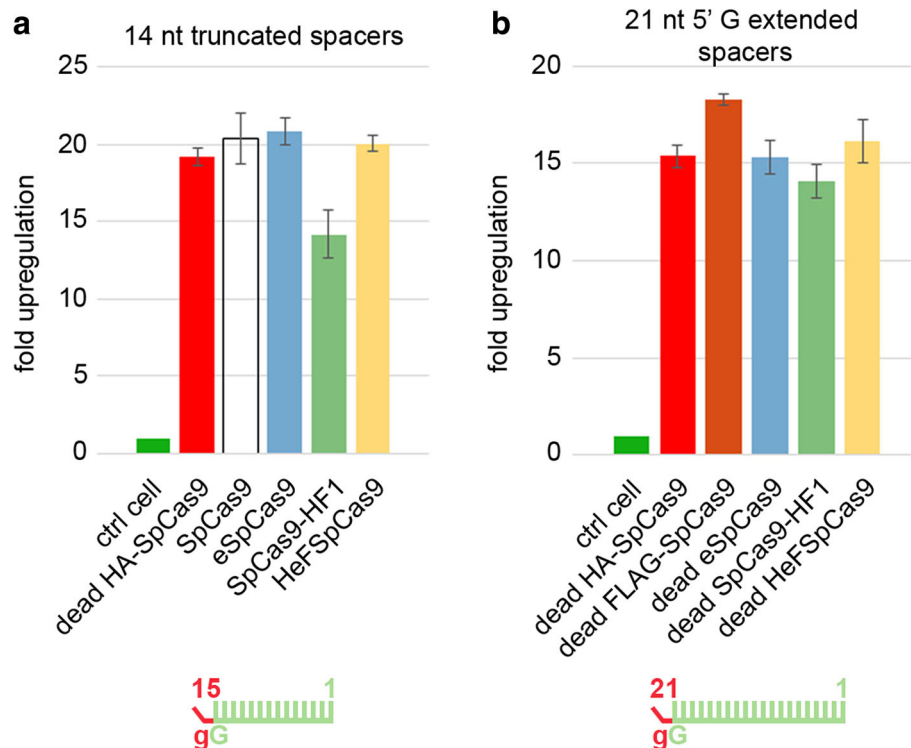 a
14 nt truncated spacers
25
20
15
10
5
0
fold upregulation
ctrl cell
dead HA-SpCas9
SpCas9
eSpCas9
SpCas9-HF1
HeFSpCas9
15
1
gG
b
21 nt 5' G extended
spacers
20
15
10
5
0
fold upregulation
ctrl cell
dead HA-SpCas9
dead FLAG-SpCas9
dead eSpCas9
dead SpCas9-HF1
dead HeFSpCas9
21
1
gG